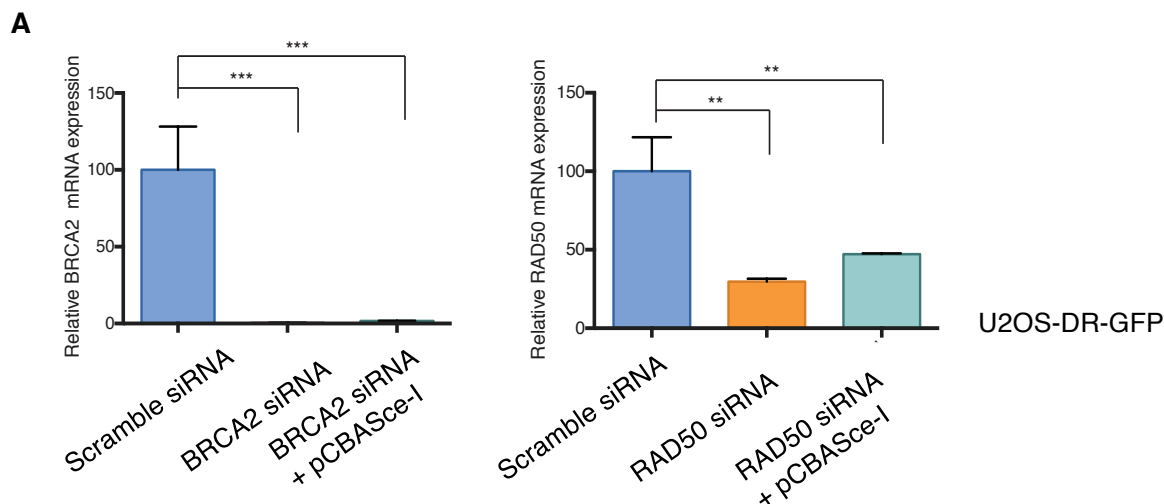 A
Relative BRCA2 mRNA expression
150
100
50
0
***
***
Scramble siRNA
BRCA2 siRNA
BRCA2 siRNA
+ pCBASce-I
Relative RAD50 mRNA expression
150
100
50
0
**
**
Scramble siRNA
RAD50 siRNA
RAD50 siRNA
+ pCBASce-I
U2OS-DR-GFP